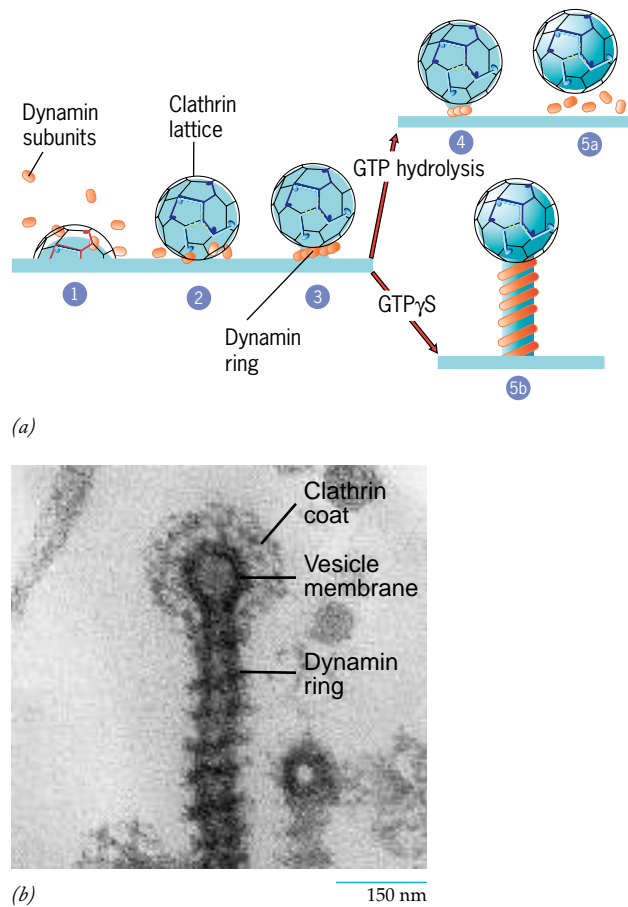 Dynamin
subunits
Clathrin
lattice
1
2
3
Dynamin
ring
GTP hydrolysis
4
5a
GTPγS
5b
(a)
Clathrin
coat
Vesicle
membrane
Dynamin
ring
(b)
150 nm